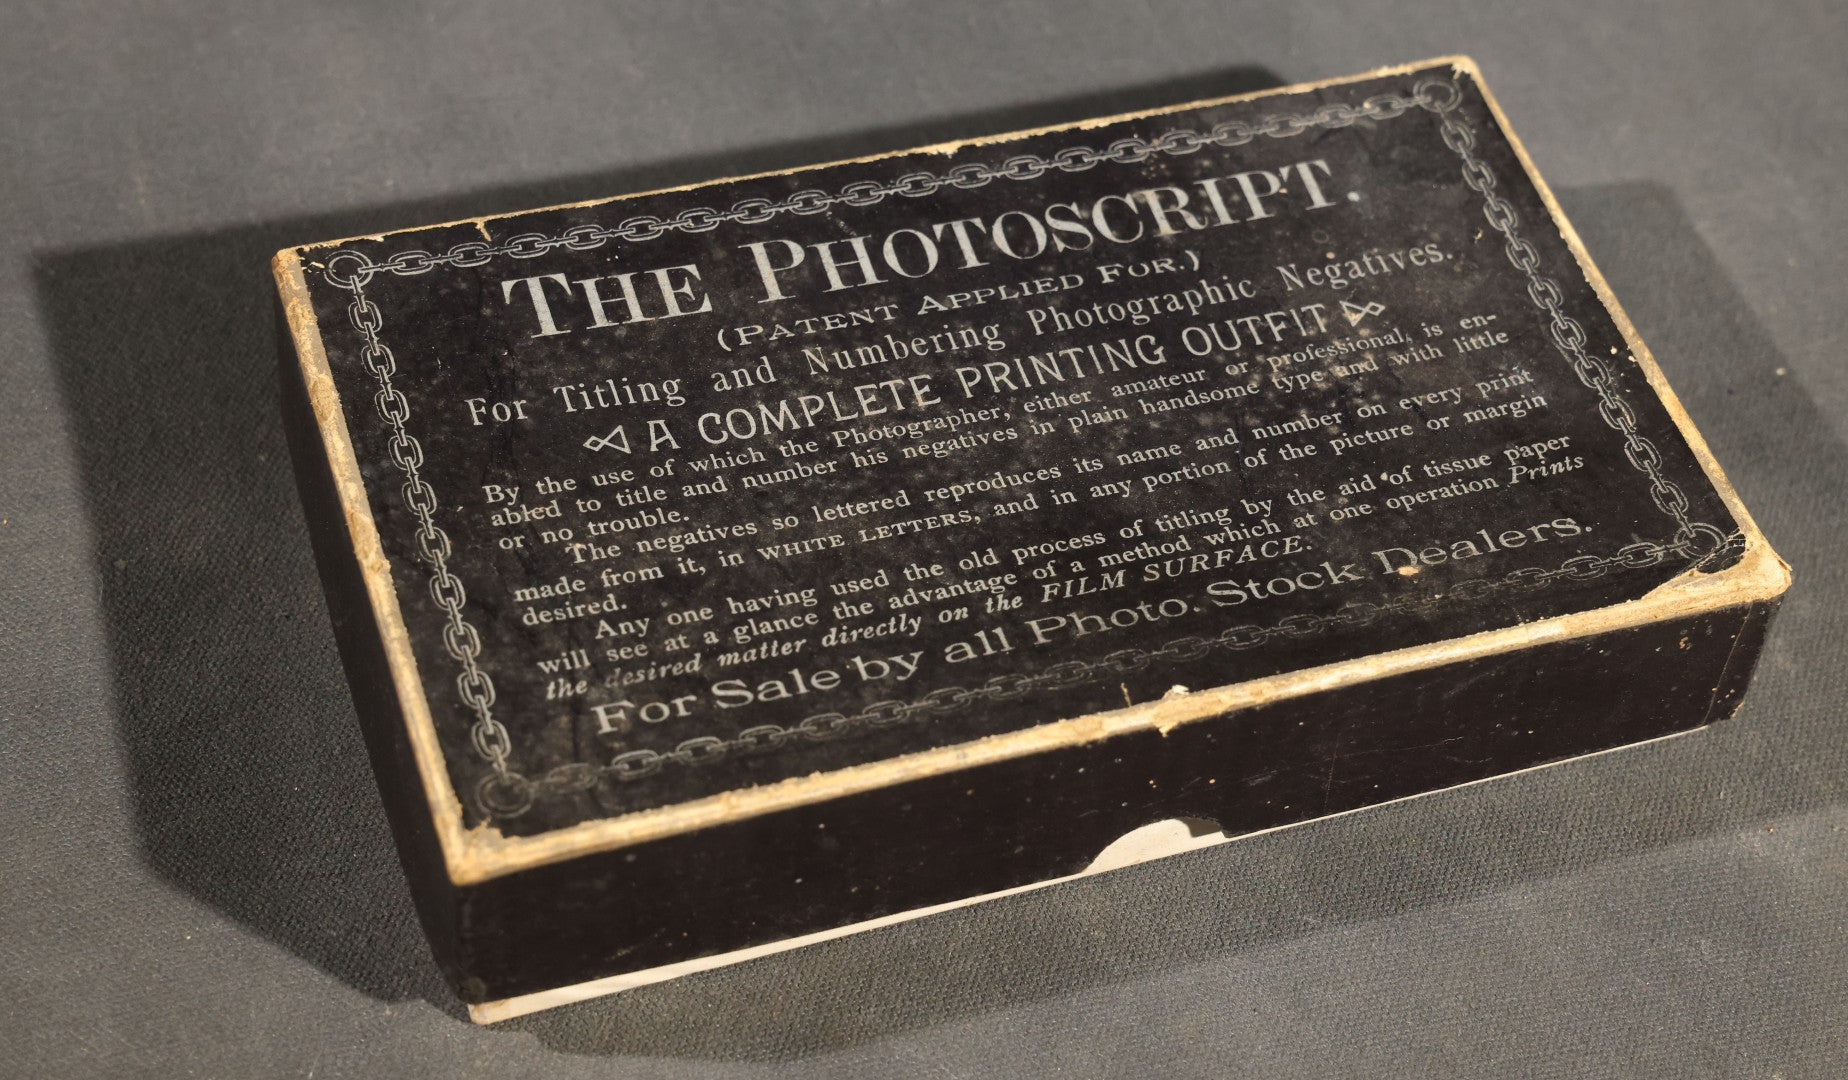 THE PHOTOSCRIPT.
(PATENT APPLIED FOR.)
For Titling and Numbering Photographic Negatives.
A COMPLETE PRINTING OUTFIT
By the use of which the Photographer, either amateur or professional, is en-
abled to title and number his negatives in plain handsome type and with little
or no trouble.
The negatives so lettered reproduces its name and number on every print
made from it, in WHITE LETTERS, and in any portion of the picture or margin
desired.
Any one having used the old process of titling by the aid of tissue paper
will see at a glance the advantage of a method which at one operation Prints
the desired matter directly on the FILM SURFACE.
For Sale by all Photo. Stock Dealers.